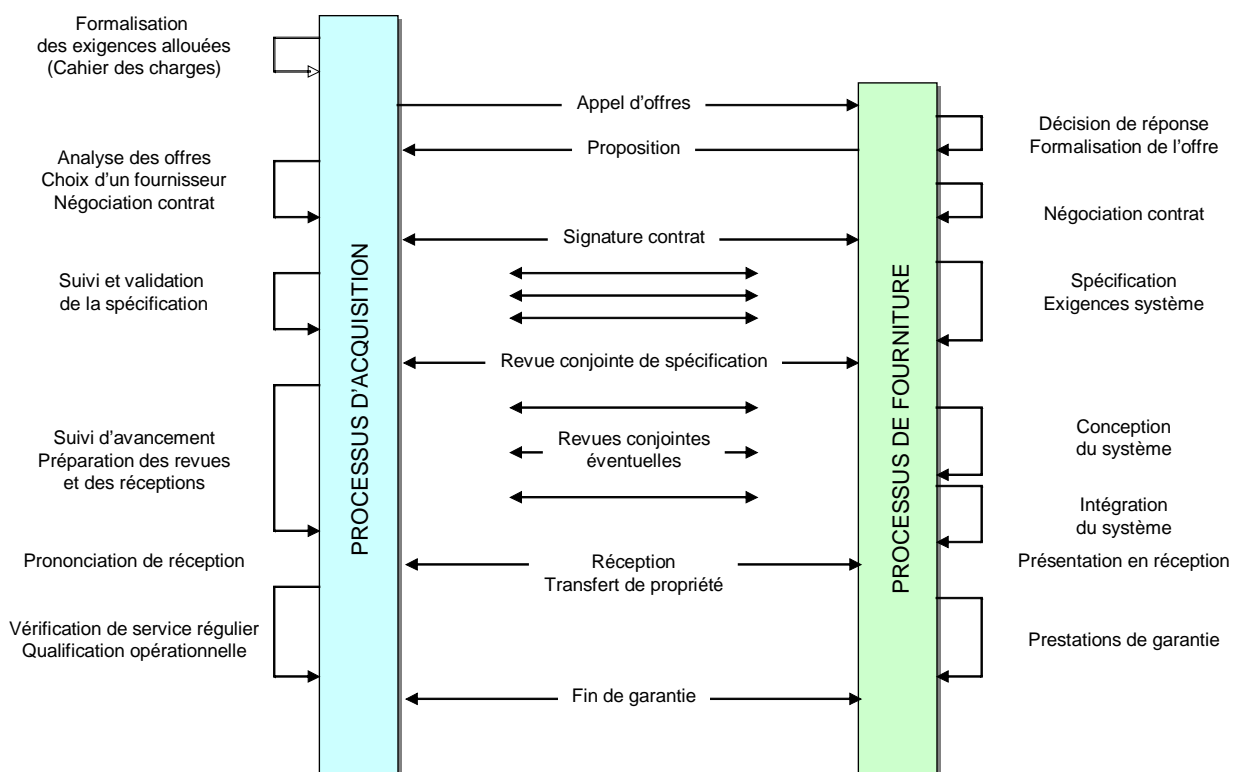 Formalisation
des exigences allouées
(Cahier des charges)
Appel d'offres
Décision de réponse
Formalisation de l'offre
Proposition
Analyse des offres
Choix d'un fournisseur
Négociation contrat
Négociation contrat
Signature contrat
Suivi et validation
de la spécification
Spécification
Exigences système
PROCESSUS D'ACQUISITION
PROCESSUS DE FOURNITURE
Revue conjointe de spécification
Suivi d'avancement
Préparation des revues
et des réceptions
Revues conjointes
éventuelles
Conception
du système
Intégration
du système
Prononciation de réception
Réception
Transfert de propriété
Présentation en réception
Vérification de service régulier
Qualification opérationnelle
Prestations de garantie
Fin de garantie